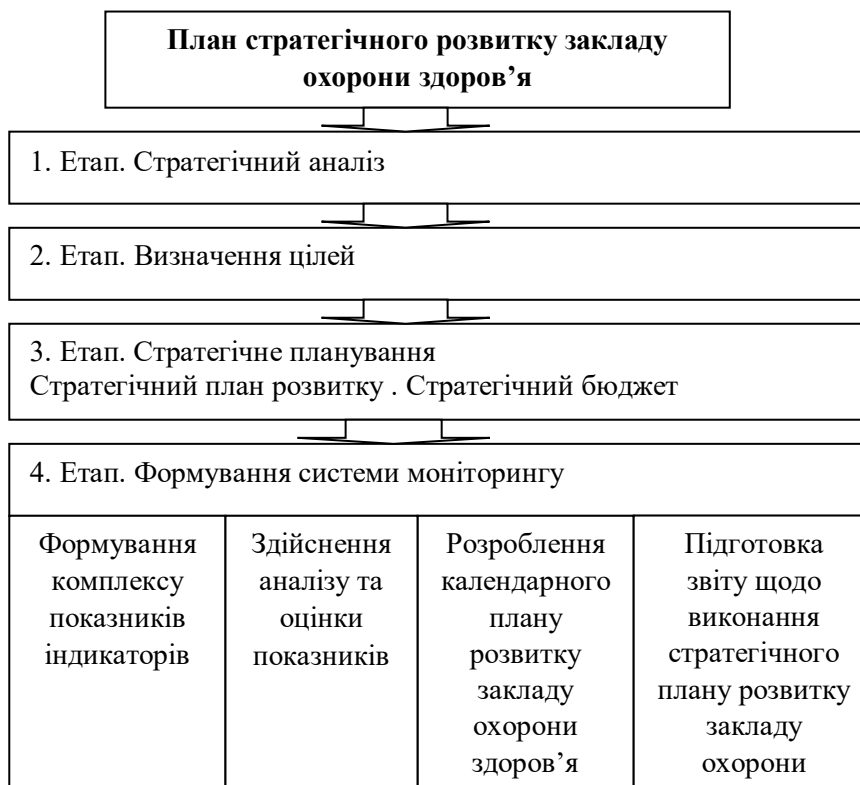 План стратегічного розвитку закладу
охорони здоров’я
1. Етап. Стратегічний аналіз
2. Етап. Визначення цілей
3. Етап. Стратегічне планування
Стратегічний план розвитку . Стратегічний бюджет
4. Етап. Формування системи моніторингу
Формування
комплексу
показників
індикаторів
Здійснення
аналізу та
оцінки
показників
Розроблення
календарного
плану
розвитку
закладу
охорони
здоров’я
Підготовка
звіту щодо
виконання
стратегічного
плану розвитку
закладу
охорони